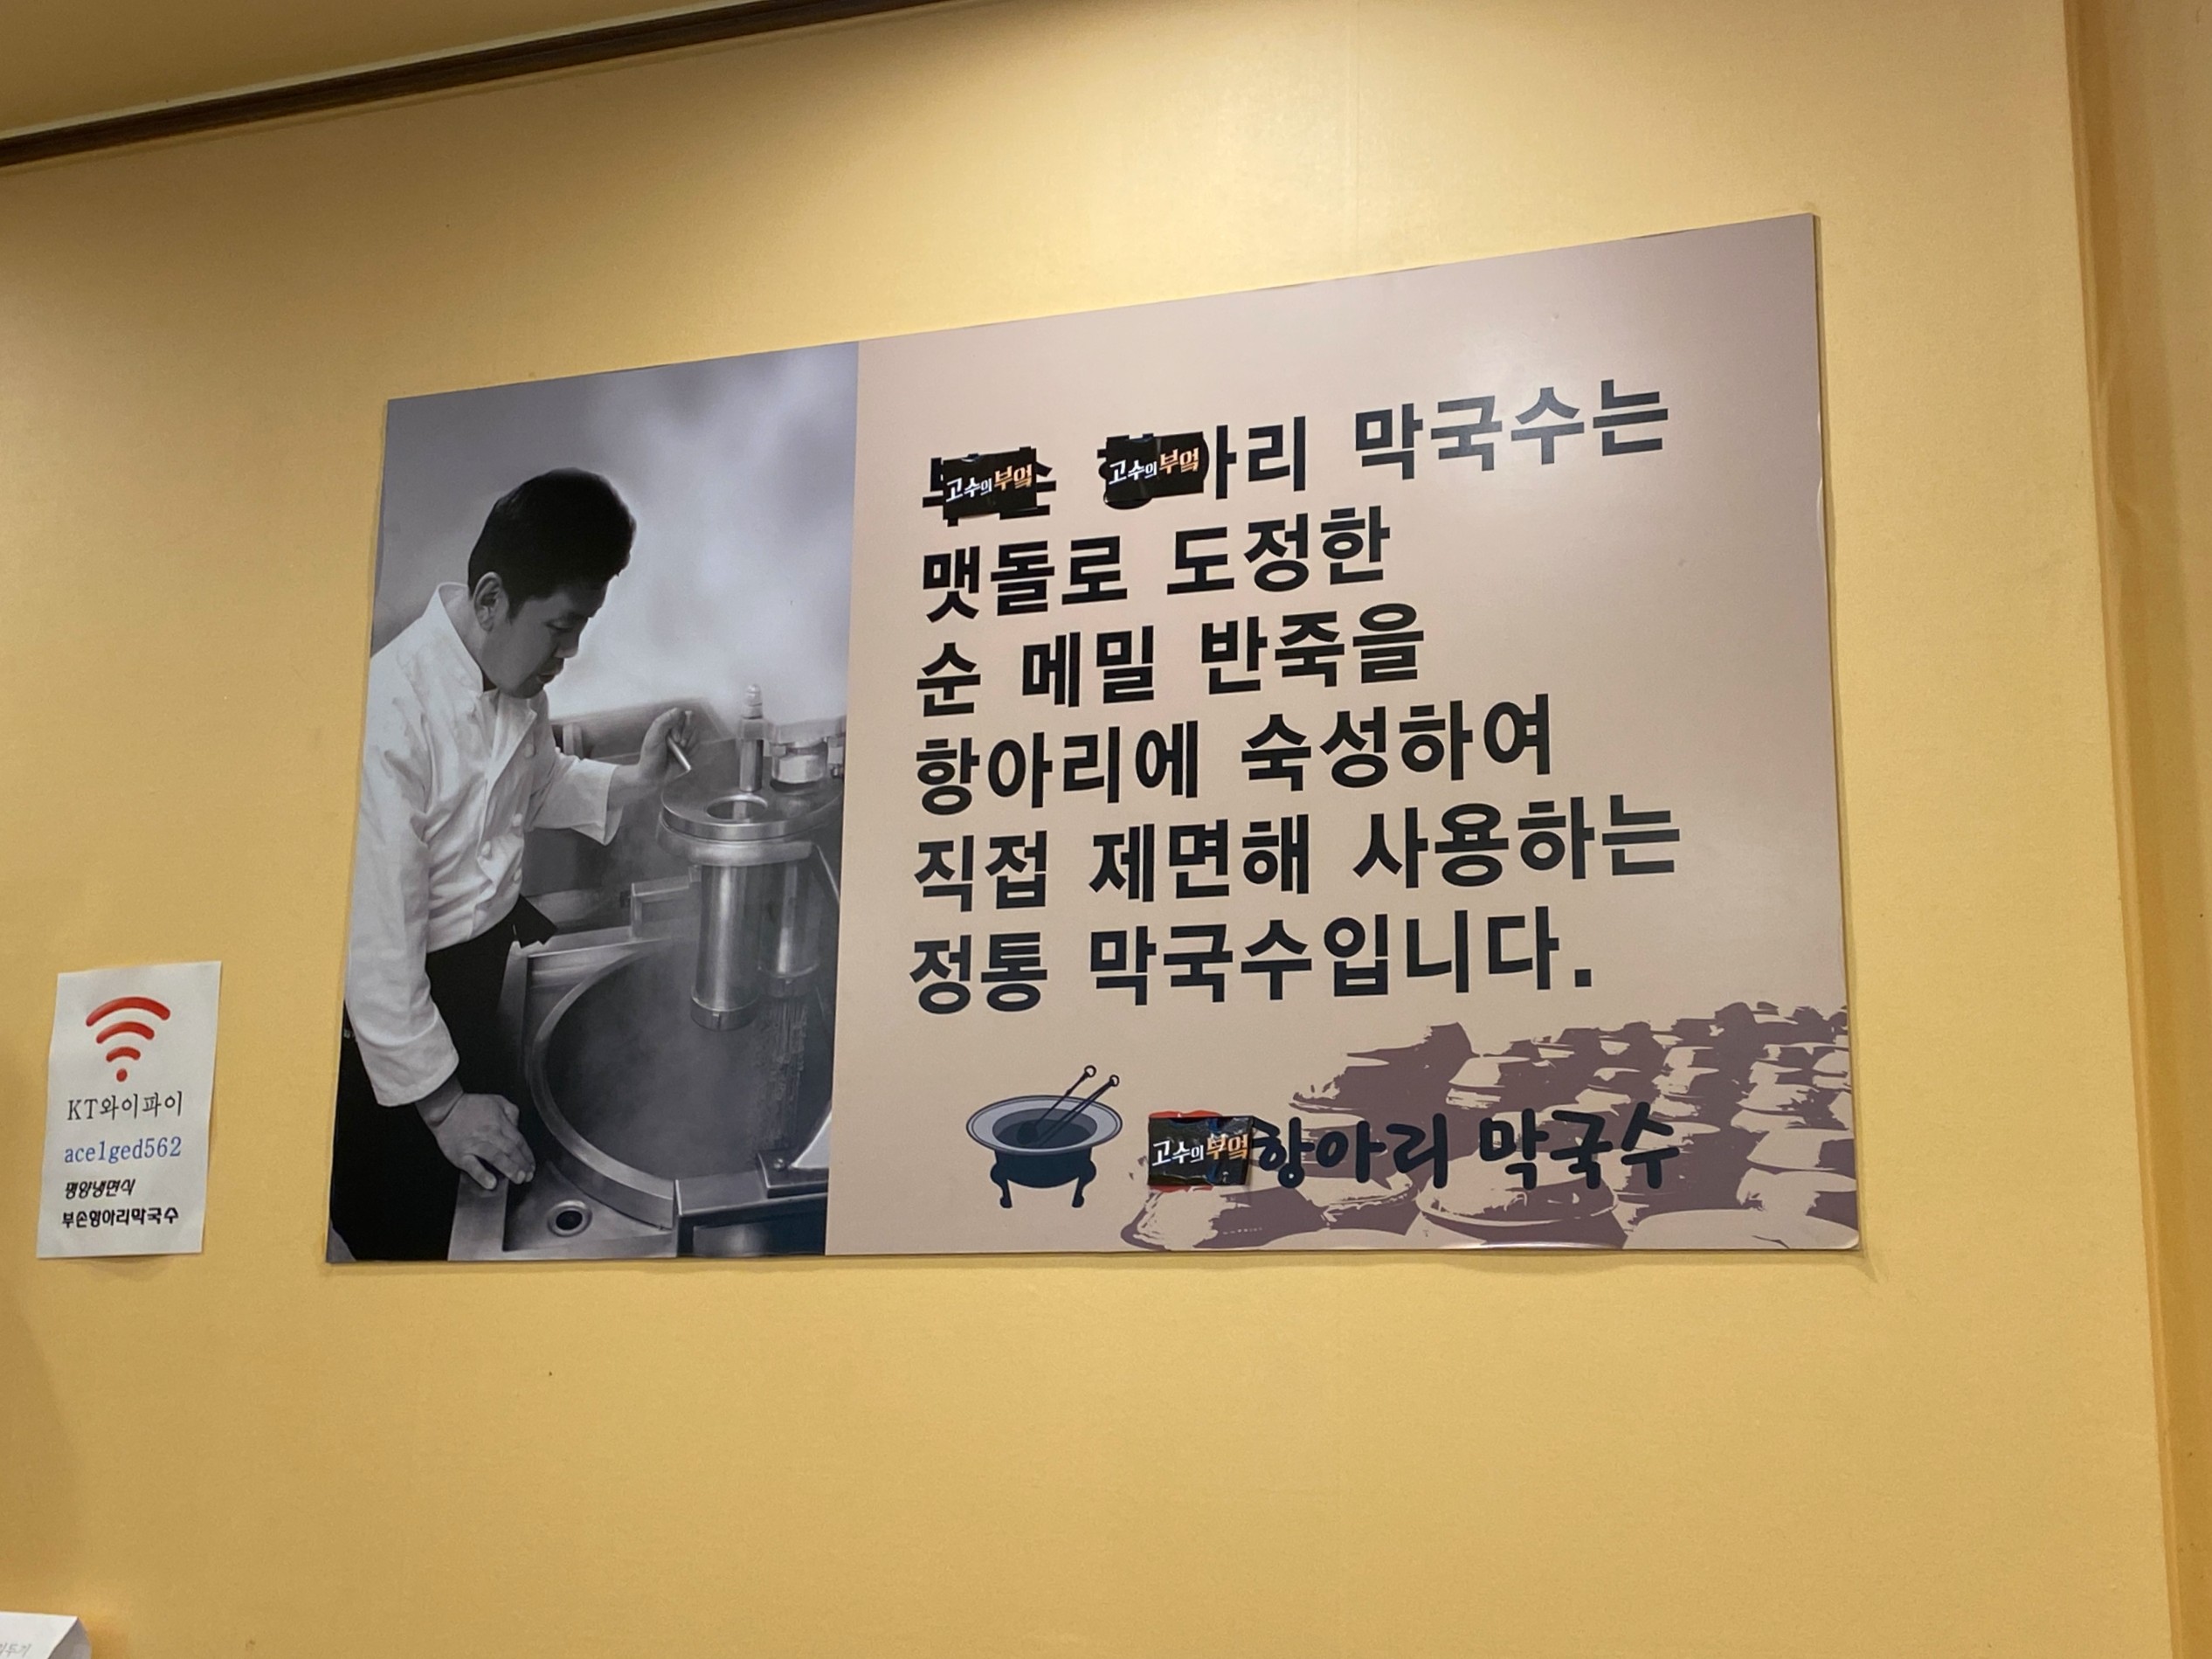 고수의부엌 고수의부엌 아리 막국수는
맷돌로 도정한
순 메밀 반죽을
항아리에 숙성하여
직접 제면해 사용하는
정통 막국수입니다.
고수의부엌 항아리 막국수
KT와이파이
ace1ged562
평양냉면식
부손항아리막국수